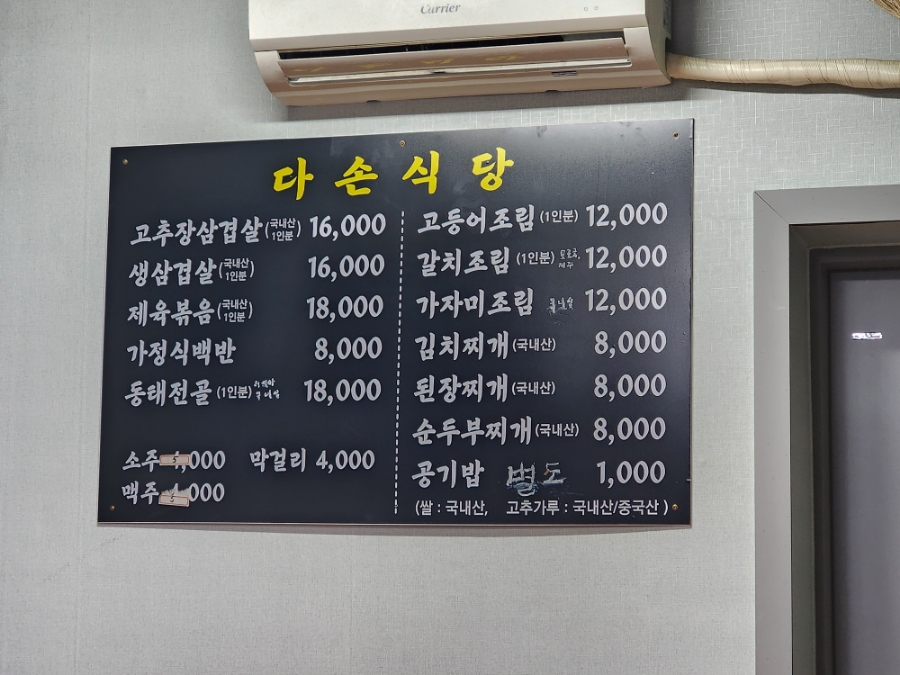 Carrier
다손식당
고추장삼겹살(국내산 1인분) 16,000
생삼겹살(국내산 1인분) 16,000
제육볶음(국내산 1인분) 18,000
가정식백반 8,000
동태전골(1인분) 18,000
소주 5,000 막걸리 4,000
맥주 5,000
고등어조림(1인분) 12,000
갈치조림(1인분) 12,000
가자미조림 12,000
김치찌개(국내산) 8,000
된장찌개(국내산) 8,000
순두부찌개(국내산) 8,000
공기밥 별도 1,000
(쌀 : 국내산, 고추가루 : 국내산/중국산 )